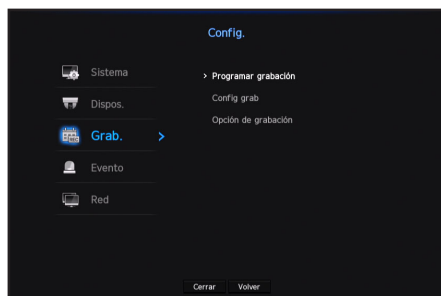 Config.
Sistema
Dispos.
Grab.
Evento
Red
> Programar grabación
Config grab
Opción de grabación
Cerrar Volver